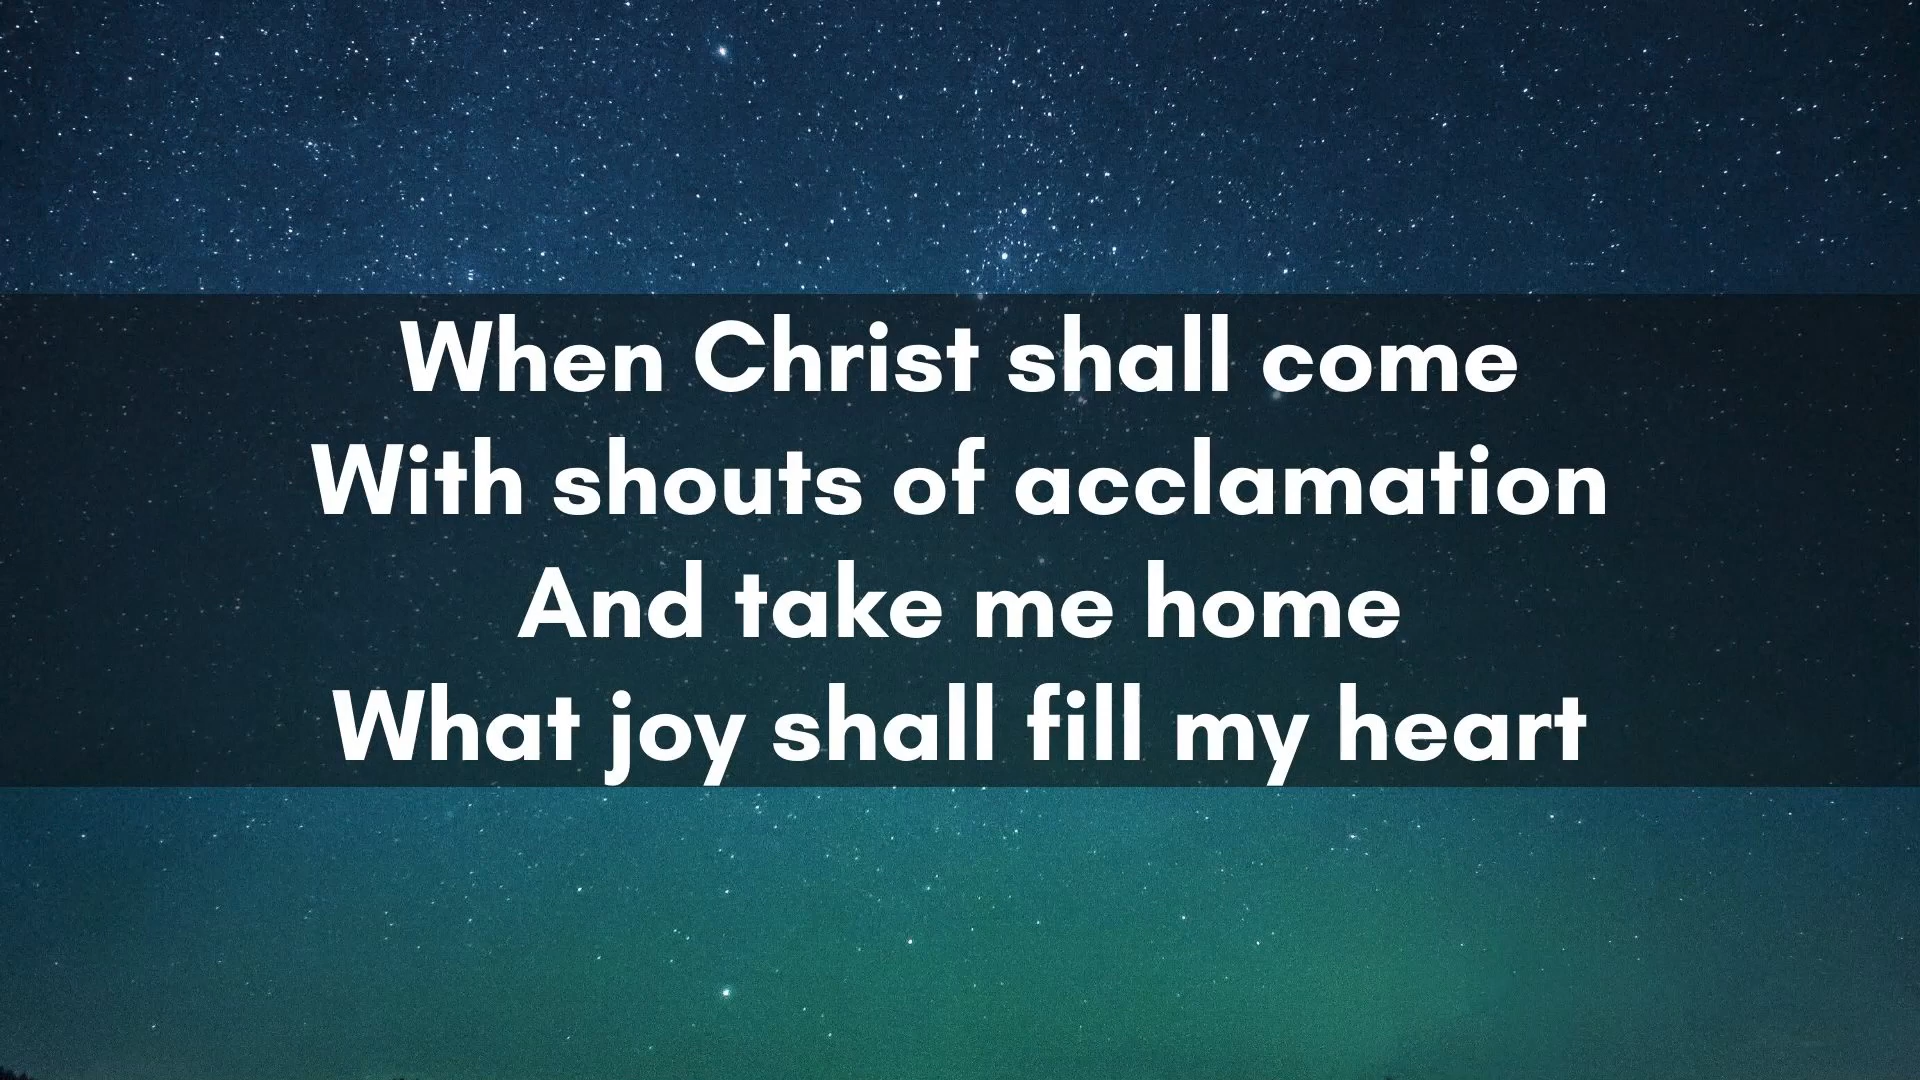 When Christ shall come
With shouts of acclamation
And take me home
What joy shall fill my heart